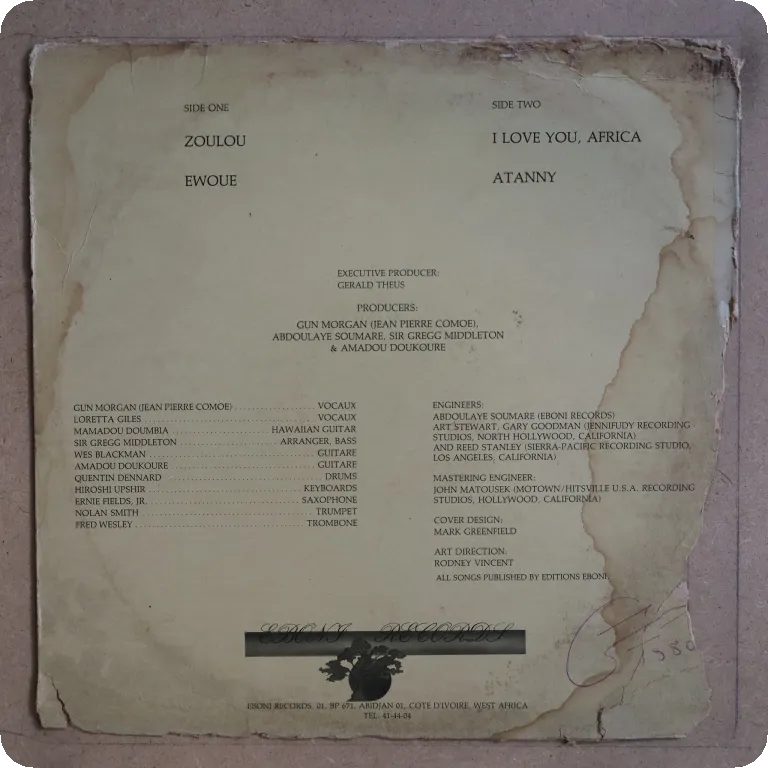 SIDE ONE
ZOULOU
EWOUE
SIDE TWO
I LOVE YOU, AFRICA
ATANNY
EXECUTIVE PRODUCER:
GERALD THEUS
PRODUCERS:
GUN MORGAN (JEAN PIERRE COMOE),
ABDOULAYE SOUMARE, SIR GREGG MIDDLETON
& AMADOU DOUKOURE
GUN MORGAN (JEAN PIERRE COMOE) . . . . . . . . . . . . . . . VOCAUX
LORETTA GILES . . . . . . . . . . . . . . . VOCAUX
MAMADOU DOUMBIA . . . . . . . . . . . . . . . HAWAIIAN GUITAR
SIR GREGG MIDDLETON . . . . . . . . . . . . . . . ARRANGER, BASS
WES BLACKMAN . . . . . . . . . . . . . . . GUITARE
AMADOU DOUKOURE . . . . . . . . . . . . . . . GUITARE
QUENTIN DENNARD . . . . . . . . . . . . . . . DRUMS
HIROSHI UPSHIR . . . . . . . . . . . . . . . KEYBOARDS
ERNIE FIELDS, JR. . . . . . . . . . . . . . . . SAXOPHONE
NOLAN SMITH . . . . . . . . . . . . . . . TRUMPET
FRED WESLEY . . . . . . . . . . . . . . . TROMBONE
ENGINEERS:
ABDOULAYE SOUMARE (EBONI RECORDS)
ART STEWART, GARY GOODMAN (JENNIFUDY RECORDING
STUDIOS, NORTH HOLLYWOOD, CALIFORNIA)
AND REED STANLEY (SIERRA-PACIFIC RECORDING STUDIO,
LOS ANGELES, CALIFORNIA)
MASTERING ENGINEER:
JOHN MATOUSEK (MOTOWN/HITSVILLE U.S.A. RECORDING
STUDIOS, HOLLYWOOD, CALIFORNIA)
COVER DESIGN:
MARK GREENFIELD
ART DIRECTION:
RODNEY VINCENT
ALL SONGS PUBLISHED BY EDITIONS EBONI
EBONI RECORDS
EBONI RECORDS, 01, BP 671, ABIDJAN 01, COTE D'IVOIRE, WEST AFRICA
TEL. 41-44-04